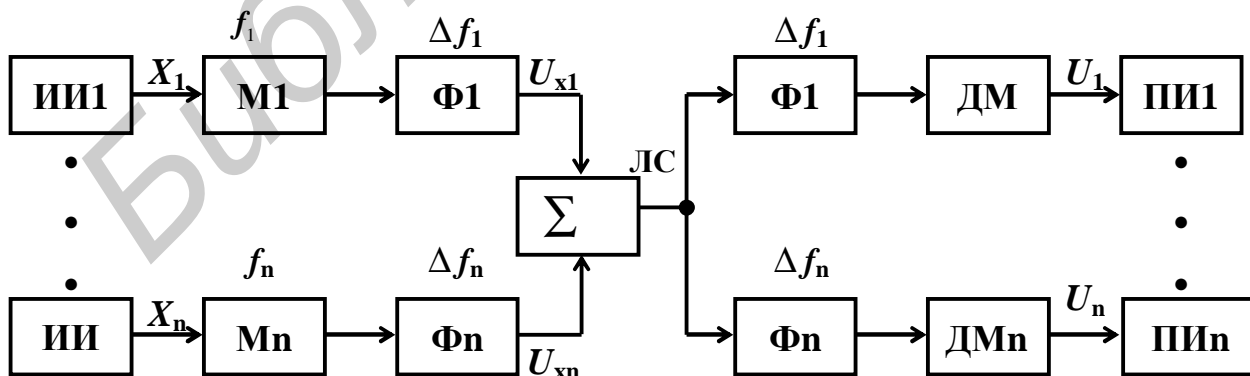 f₁ Δf₁ Δf₁
X₁ Uₓ₁ U₁
ИИ1 М1 Ф1 Ф1 ДМ ПИ1
ЛС
Σ
fₙ Δfₙ Δfₙ
Xₙ Uₙ
ИИ Мn Фn Фn ДМn ПИn
Uₓₙ
Библ